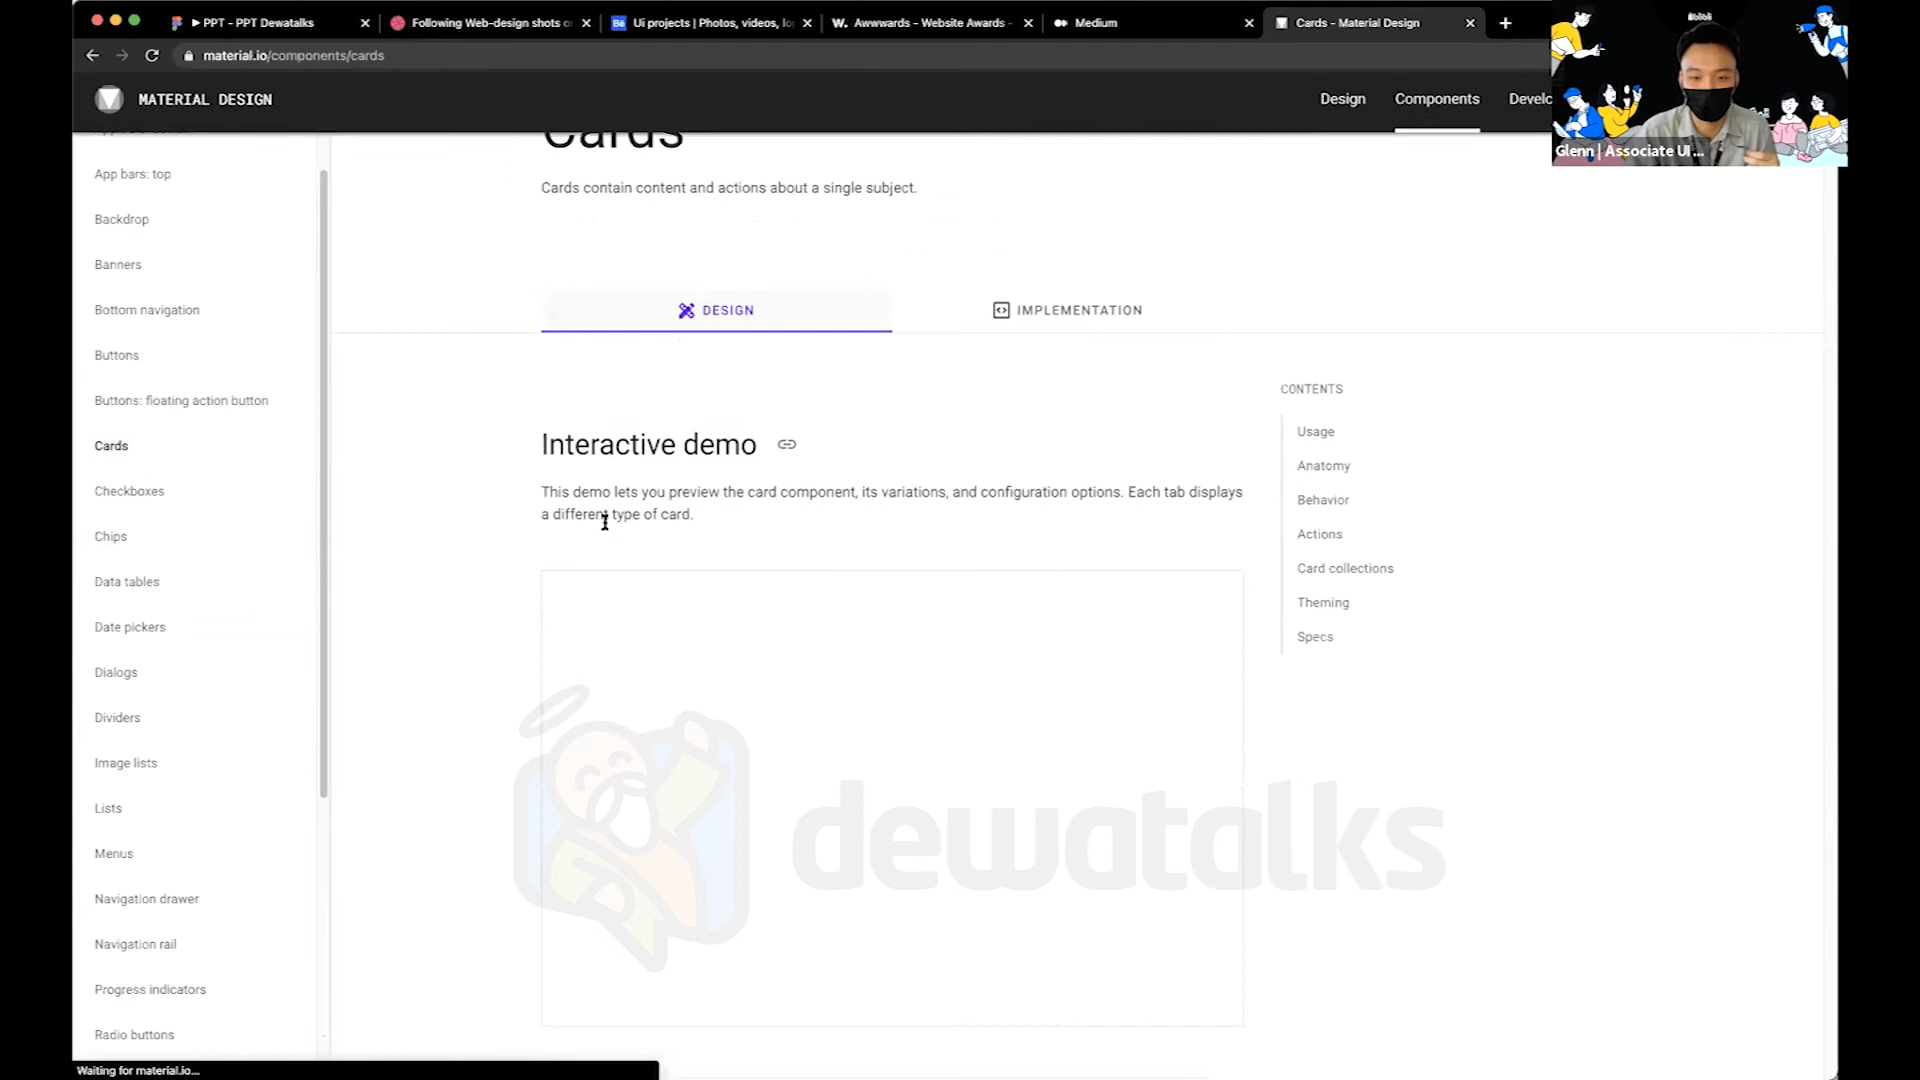 PPT - PPT Dewatalks
Following Web-design shots o
Bē Ui projects | Photos, videos, lo
W. Awwwards - Website Awards -
Medium
Cards - Material Design
material.io/components/cards
MATERIAL DESIGN
Design
Components
Develo
Glenn | Associate UI ...
App bars: top
Backdrop
Banners
Bottom navigation
Buttons
Buttons: floating action button
Cards
Checkboxes
Chips
Data tables
Date pickers
Dialogs
Dividers
Image lists
Lists
Menus
Navigation drawer
Navigation rail
Progress indicators
Radio buttons
Cards
Cards contain content and actions about a single subject.
DESIGN
IMPLEMENTATION
Interactive demo
This demo lets you preview the card component, its variations, and configuration options. Each tab displays
a different type of card.
CONTENTS
Usage
Anatomy
Behavior
Actions
Card collections
Theming
Specs
dewatalks
Waiting for material.io...